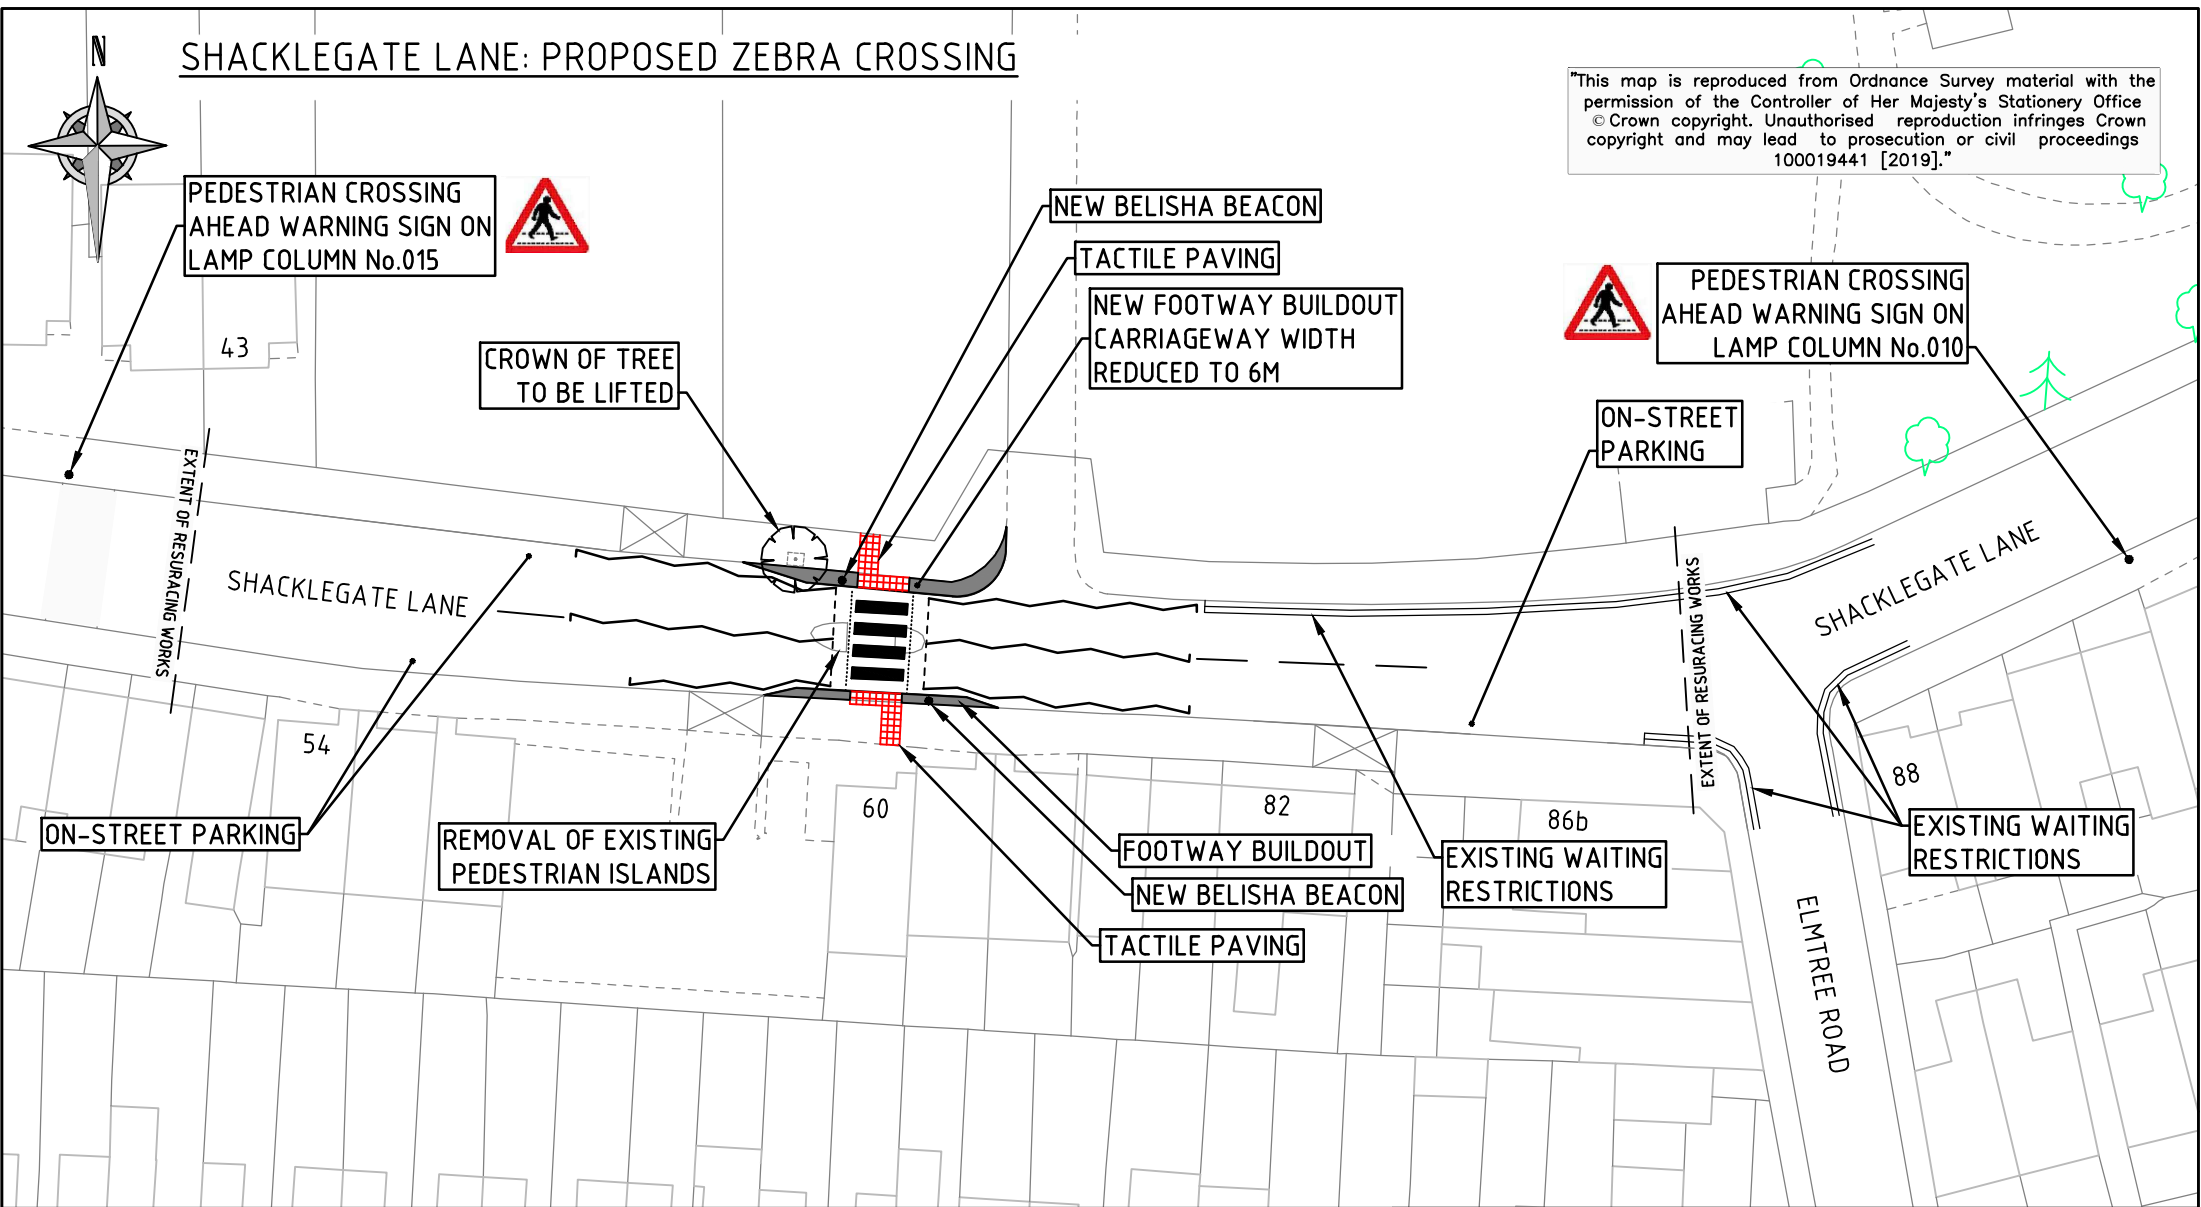 N
SHACKLEGATE LANE: PROPOSED ZEBRA CROSSING
"This map is reproduced from Ordnance Survey material with the
permission of the Controller of Her Majesty's Stationery Office
© Crown copyright. Unauthorised reproduction infringes Crown
copyright and may lead to prosecution or civil proceedings
100019441 [2019]."
PEDESTRIAN CROSSING
AHEAD WARNING SIGN ON
LAMP COLUMN No.015
NEW BELISHA BEACON
TACTILE PAVING
NEW FOOTWAY BUILDOUT
CARRIAGEWAY WIDTH
REDUCED TO 6M
PEDESTRIAN CROSSING
AHEAD WARNING SIGN ON
LAMP COLUMN No.010
43
CROWN OF TREE
TO BE LIFTED
ON-STREET
PARKING
EXTENT OF RESURACING WORKS
SHACKLEGATE LANE
EXTENT OF RESURACING WORKS
SHACKLEGATE LANE
54
60
82
86b
88
ON-STREET PARKING
REMOVAL OF EXISTING
PEDESTRIAN ISLANDS
FOOTWAY BUILDOUT
NEW BELISHA BEACON
TACTILE PAVING
EXISTING WAITING
RESTRICTIONS
EXISTING WAITING
RESTRICTIONS
ELMTREE ROAD